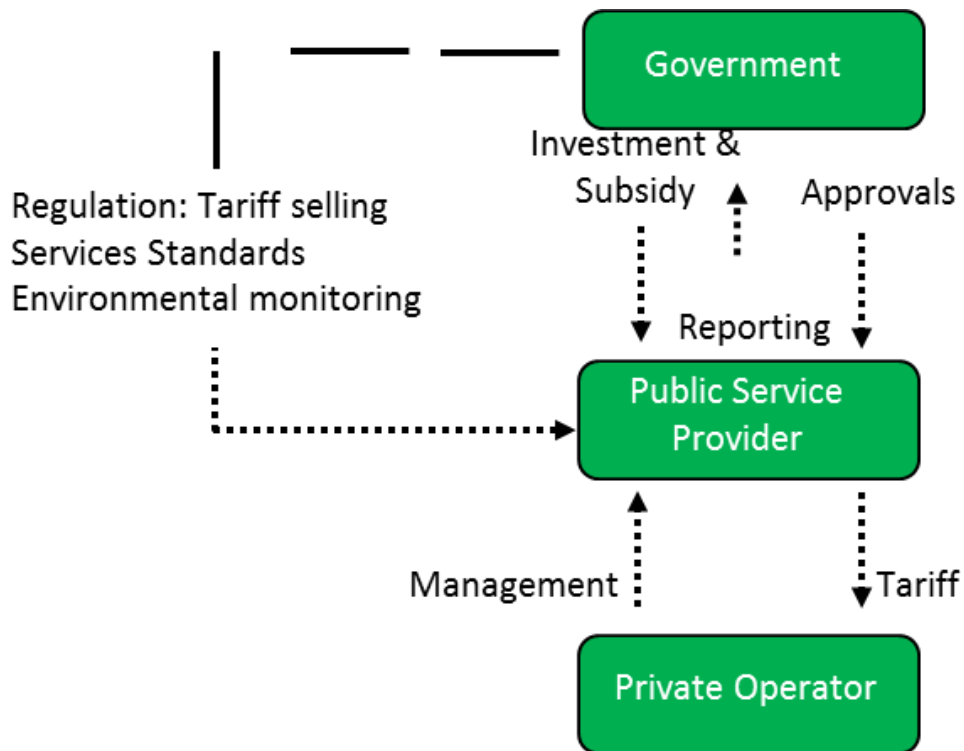 Government
Investment &
Subsidy
Approvals
Regulation: Tariff selling
Services Standards
Environmental monitoring
Reporting
Public Service
Provider
Management
Tariff
Private Operator